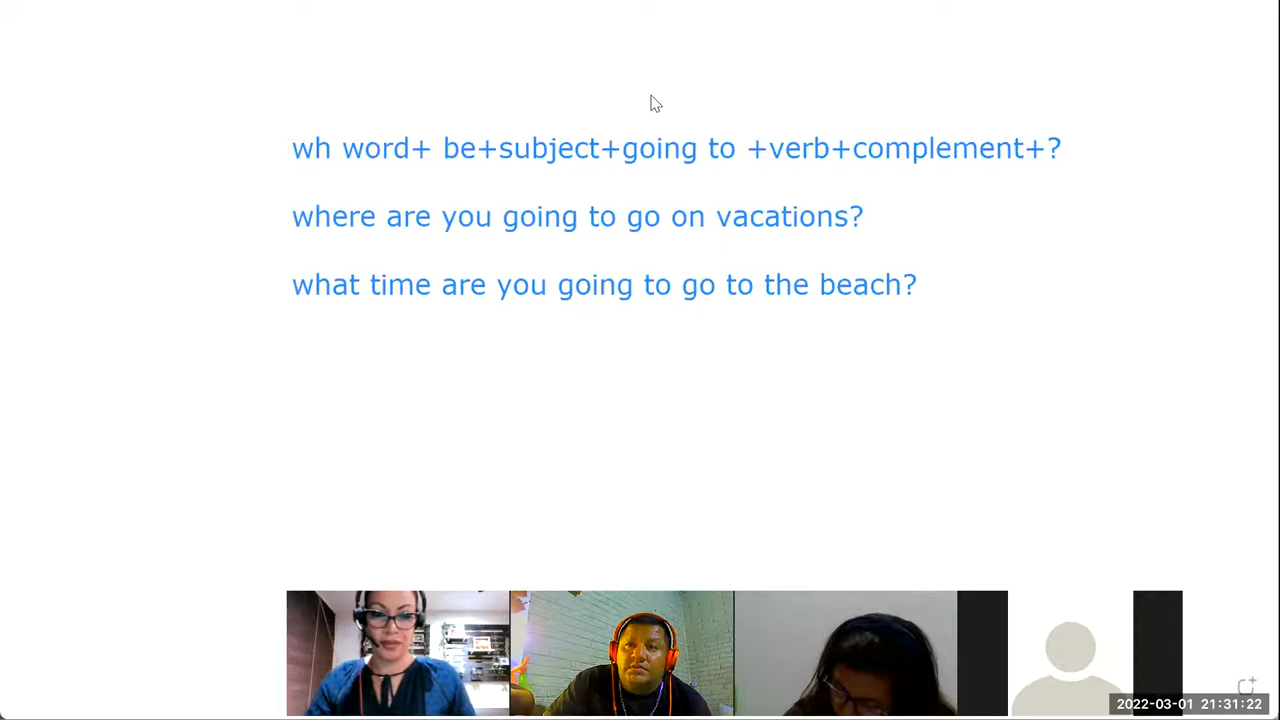 wh word+ be+subject+going to +verb+complement+?
where are you going to go on vacations?
what time are you going to go to the beach?
2022-03-01 21:31:22